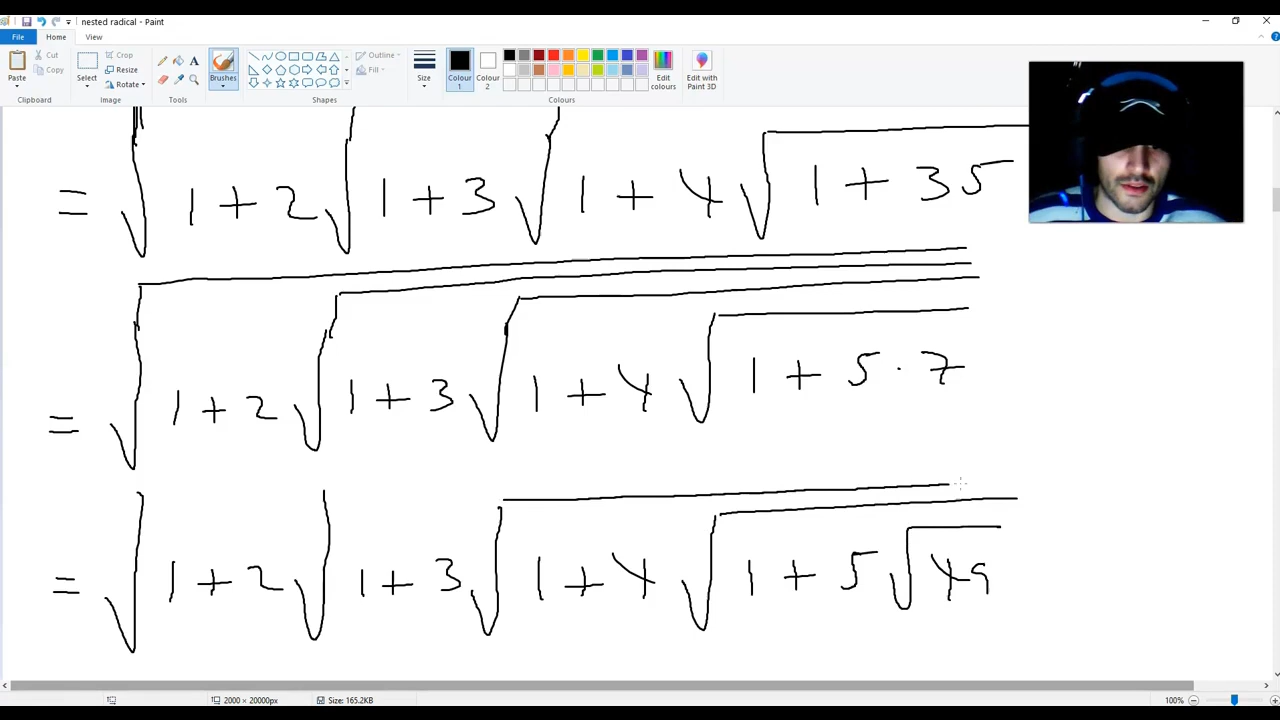 nested radical - Paint
File Home View
Paste Cut Copy Select Crop Resize Rotate Brushes Outline Fill Size Colour 1 Colour 2 Edit colours Edit with Paint 3D
Clipboard Image Tools Shapes Colours
= √ 1 + 2 √ 1 + 3 √ 1 + 4 √ 1 + 35
= √ 1 + 2 √ 1 + 3 √ 1 + 4 √ 1 + 5 · 7
= √ 1 + 2 √ 1 + 3 √ 1 + 4 √ 1 + 5 √ 49
2000 × 20000px Size: 165.2KB 100%